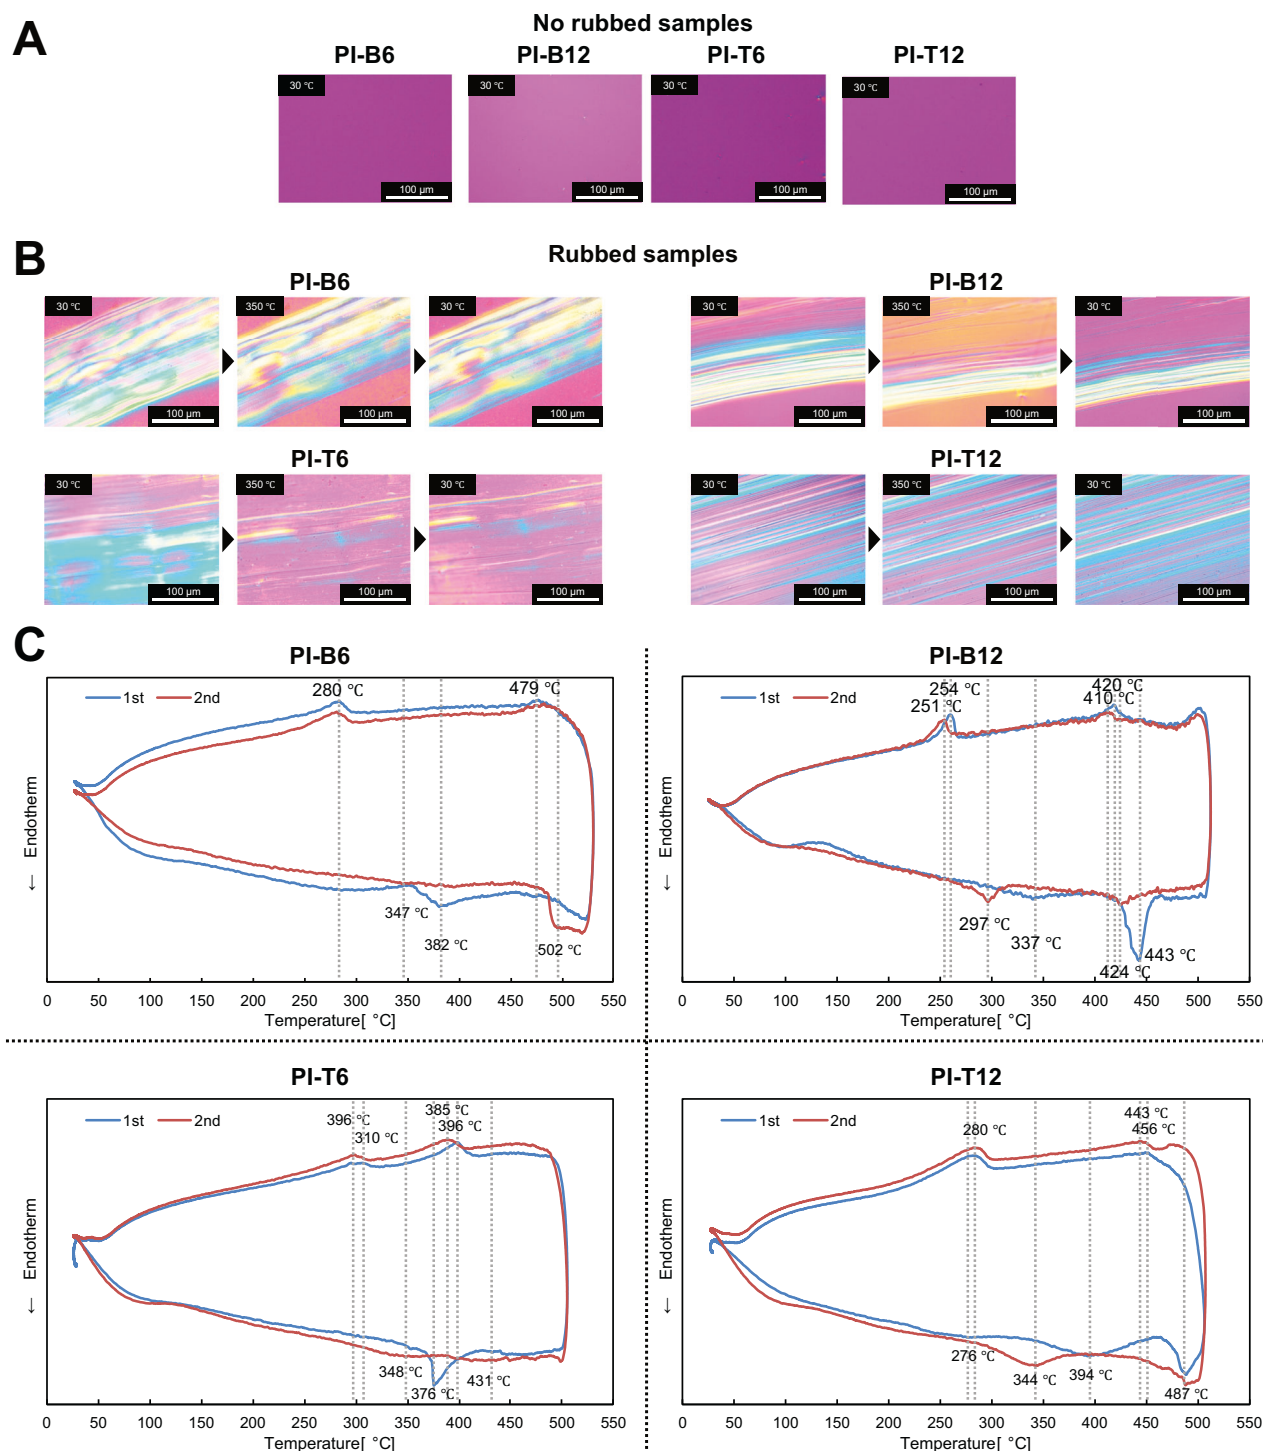 A
No rubbed samples
PI-B6 PI-B12 PI-T6 PI-T12
30 ℃ 30 ℃ 30 ℃ 30 ℃
100 μm 100 μm 100 μm 100 μm
B
Rubbed samples
PI-B6 PI-B12
30 ℃ 350 ℃ 30 ℃ 30 ℃ 350 ℃ 30 ℃
100 μm 100 μm 100 μm 100 μm 100 μm 100 μm
PI-T6 PI-T12
30 ℃ 350 ℃ 30 ℃ 30 ℃ 350 ℃ 30 ℃
100 μm 100 μm 100 μm 100 μm 100 μm 100 μm
C
PI-B6
1st 2nd
280 ℃ 479 ℃
347 ℃
382 ℃ 502 ℃
← Endotherm
0 50 100 150 200 250 300 350 400 450 500 550
Temperature[ °C]
PI-B12
1st 2nd
254 ℃ 420 ℃
251 ℃ 410 ℃
297 ℃
337 ℃
443 ℃
424 ℃
← Endotherm
0 50 100 150 200 250 300 350 400 450 500 550
Temperature[ °C]
PI-T6
1st 2nd
385 ℃
396 ℃ 396 ℃
310 ℃
348 ℃ 431 ℃
376 ℃
← Endotherm
0 50 100 150 200 250 300 350 400 450 500 550
Temperature[ °C]
PI-T12
1st 2nd
443 ℃
280 ℃ 456 ℃
276 ℃
344 ℃ 394 ℃
487 ℃
← Endotherm
0 50 100 150 200 250 300 350 400 450 500 550
Temperature[ °C]